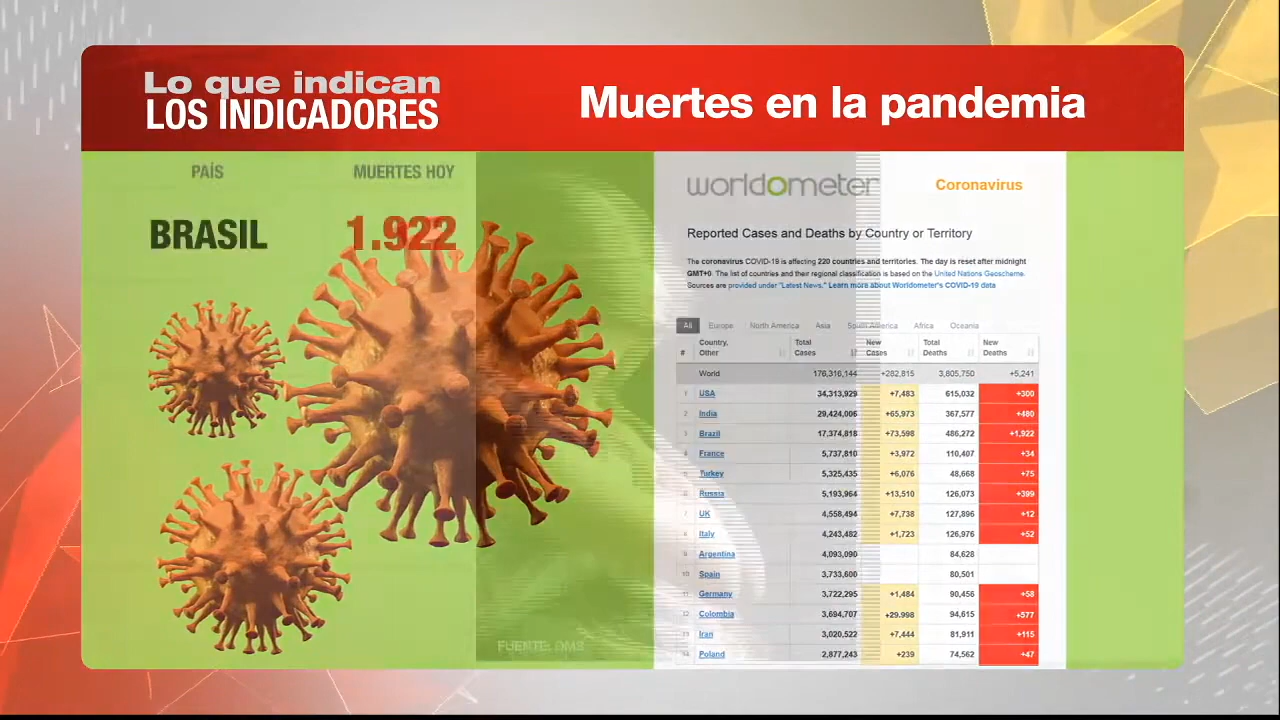 Lo que indican
LOS INDICADORES
Muertes en la pandemia
PAÍS MUERTES HOY
BRASIL 1.922
FUENTE: OMS
worldometer Coronavirus
Reported Cases and Deaths by Country or Territory
The coronavirus COVID-19 is affecting 220 countries and territories. The day is reset after midnight
GMT+0. The list of countries and their regional classification is based on the United Nations Geoscheme.
Sources are provided under "Latest News." Learn more about Worldometer's COVID-19 data
All Europe North America Asia South America Africa Oceania
# Country, Other Total Cases New Cases Total Deaths New Deaths
World 176,316,144 +282,815 3,805,750 +5,241
1 USA 34,313,929 +7,483 615,032 +300
2 India 29,424,006 +65,973 367,577 +480
3 Brazil 17,374,818 +73,598 486,272 +1,922
4 France 5,737,810 +3,972 110,407 +34
5 Turkey 5,325,435 +6,076 48,668 +75
6 Russia 5,193,964 +13,510 126,073 +399
7 UK 4,558,494 +7,738 127,896 +12
8 Italy 4,243,482 +1,723 126,976 +52
9 Argentina 4,093,090 84,628
10 Spain 3,733,600 80,501
11 Germany 3,722,295 +1,484 90,456 +58
12 Colombia 3,694,707 +29.998 94,615 +577
13 Iran 3,020,522 +7,444 81,911 +115
14 Poland 2,877,243 +239 74,562 +47